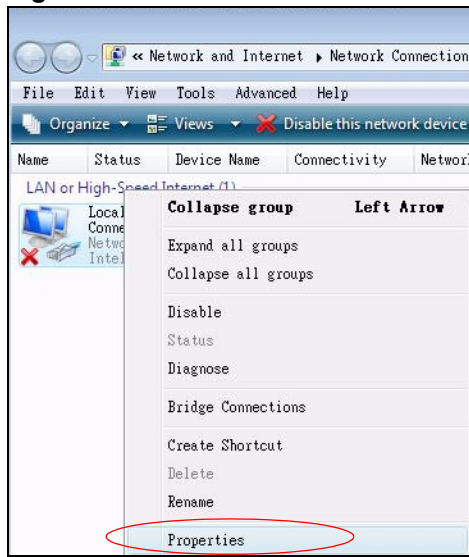 « Network and Internet ▸ Network Connection
File Edit View Tools Advanced Help
Organize Views Disable this network device
Name Status Device Name Connectivity Networ
LAN or High-Speed Internet (1)
Local
Conne
Netwo
Intel
Collapse group Left Arrow
Expand all groups
Collapse all groups
Disable
Status
Diagnose
Bridge Connections
Create Shortcut
Delete
Rename
Properties